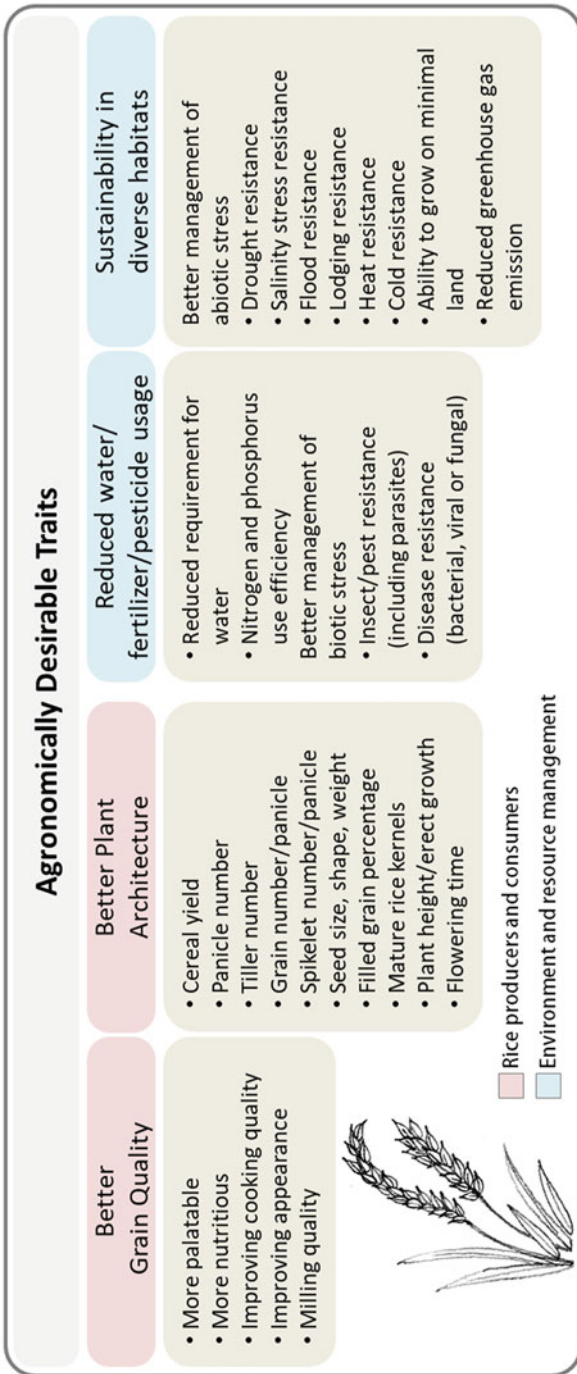 Agronomically Desirable Traits
Better
Grain Quality
• More palatable
• More nutritious
• Improving cooking quality
• Improving appearance
• Milling quality
Better Plant
Architecture
• Cereal yield
• Panicle number
• Tiller number
• Grain number/panicle
• Spikelet number/panicle
• Seed size, shape, weight
• Filled grain percentage
• Mature rice kernels
• Plant height/erect growth
• Flowering time
Reduced water/
fertilizer/pesticide usage
• Reduced requirement for
water
• Nitrogen and phosphorus
use efficiency
Better management of
biotic stress
• Insect/pest resistance
(including parasites)
• Disease resistance
(bacterial, viral or fungal)
Sustainability in
diverse habitats
Better management of
abiotic stress
• Drought resistance
• Salinity stress resistance
• Flood resistance
• Lodging resistance
• Heat resistance
• Cold resistance
• Ability to grow on minimal
land
• Reduced greenhouse gas
emission
Rice producers and consumers
Environment and resource management